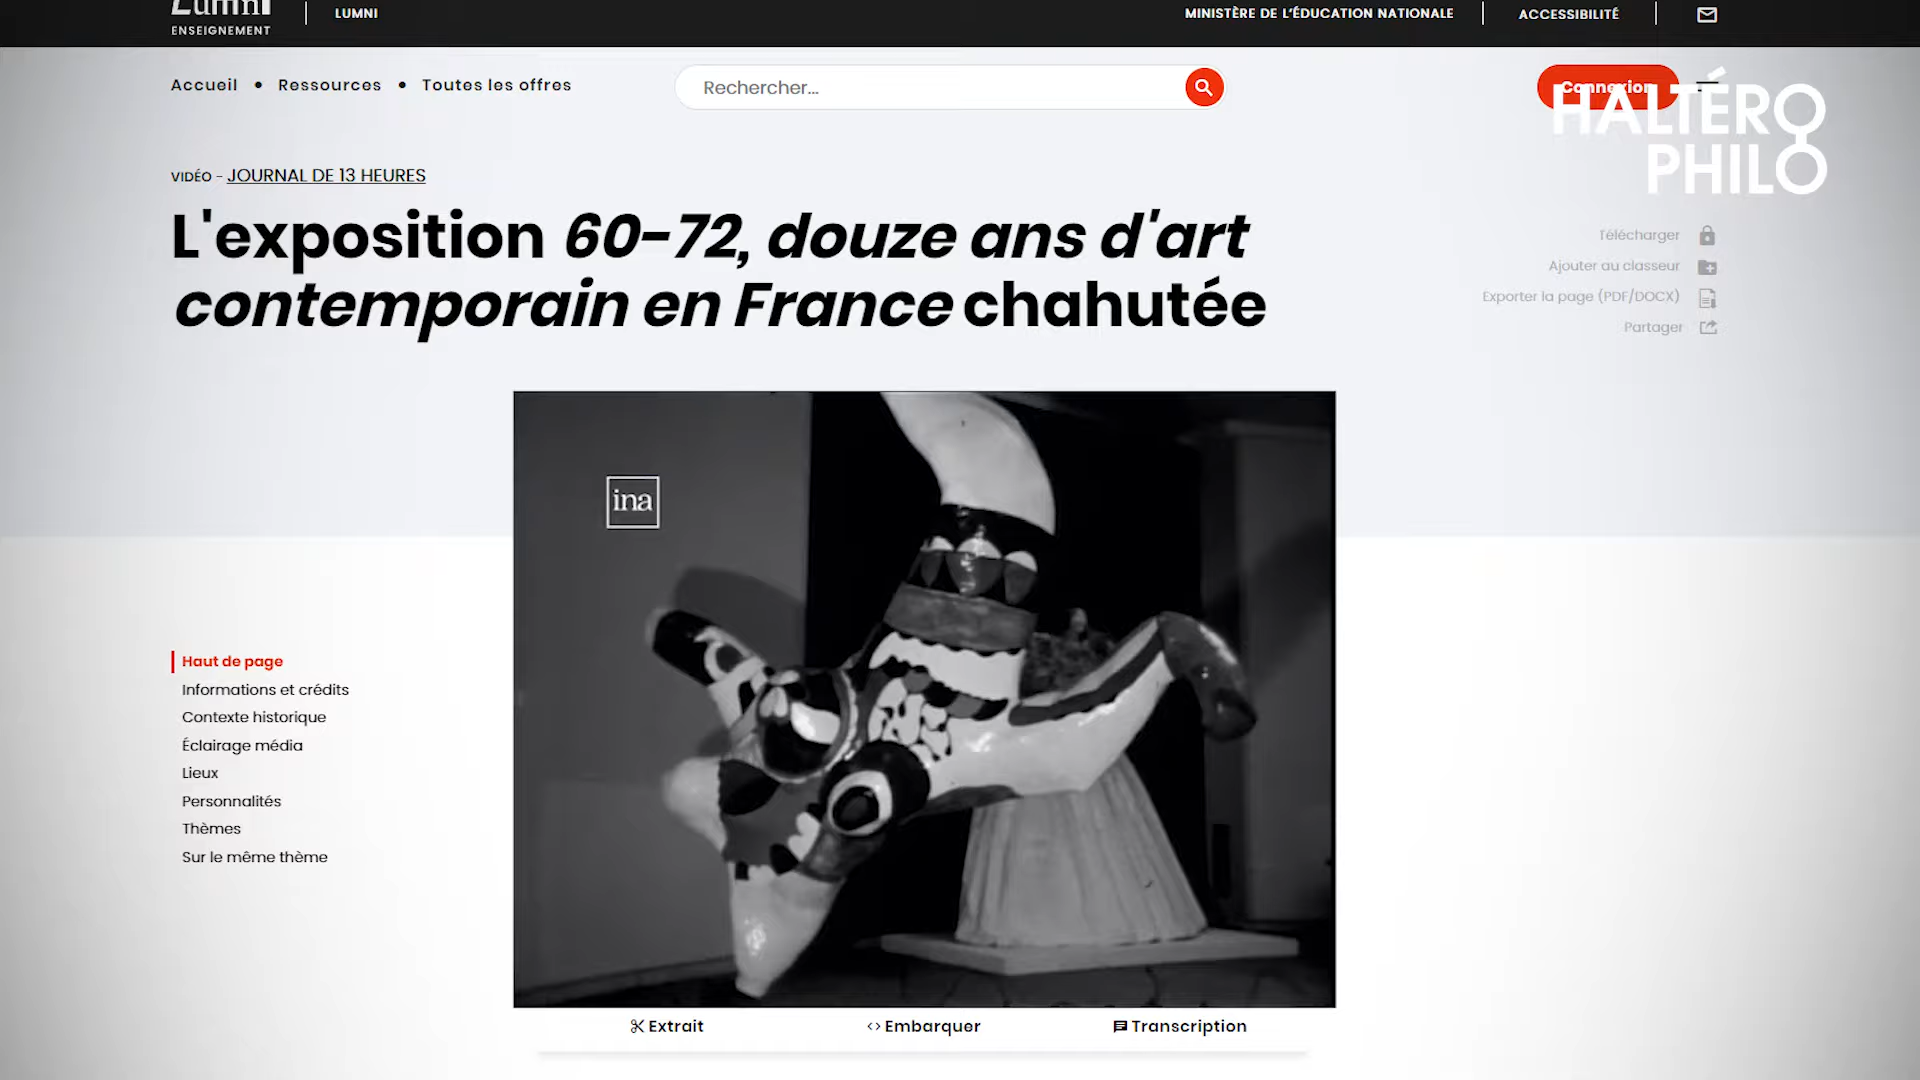 Lumni
ENSEIGNEMENT
LUMNI
MINISTÈRE DE L'ÉDUCATION NATIONALE
ACCESSIBILITÉ
Accueil • Ressources • Toutes les offres
Rechercher...
Connexion
HALTÉRO
PHILO
VIDÉO - JOURNAL DE 13 HEURES
L'exposition 60-72, douze ans d'art
contemporain en France chahutée
Télécharger
Ajouter au classeur
Exporter la page (PDF/DOCX)
Partager
ina
Haut de page
Informations et crédits
Contexte historique
Éclairage média
Lieux
Personnalités
Thèmes
Sur le même thème
Extrait
Embarquer
Transcription